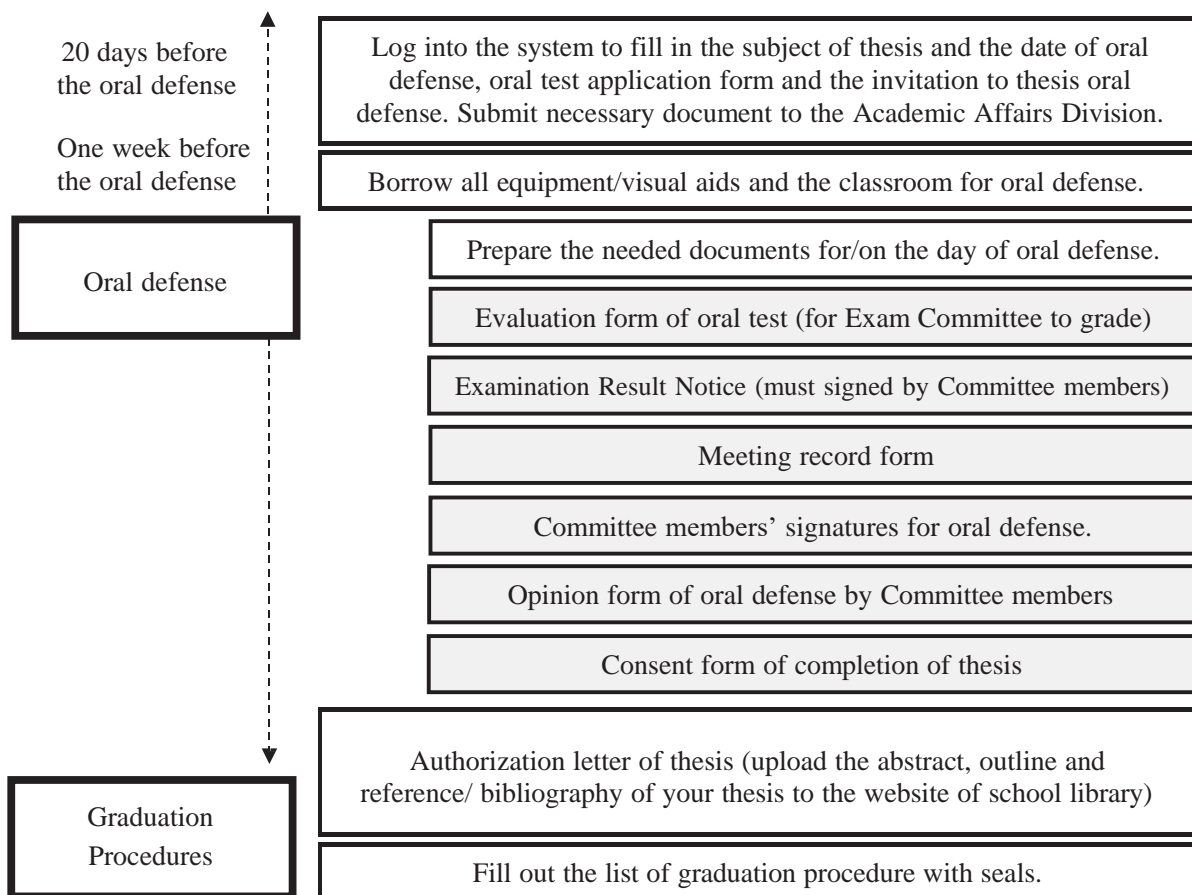 20 days before
the oral defense
Log into the system to fill in the subject of thesis and the date of oral
defense, oral test application form and the invitation to thesis oral
defense. Submit necessary document to the Academic Affairs Division.
One week before
the oral defense
Borrow all equipment/visual aids and the classroom for oral defense.
Oral defense
Prepare the needed documents for/on the day of oral defense.
Evaluation form of oral test (for Exam Committee to grade)
Examination Result Notice (must signed by Committee members)
Meeting record form
Committee members’ signatures for oral defense.
Opinion form of oral defense by Committee members
Consent form of completion of thesis
Authorization letter of thesis (upload the abstract, outline and
reference/ bibliography of your thesis to the website of school library)
Graduation
Procedures
Fill out the list of graduation procedure with seals.